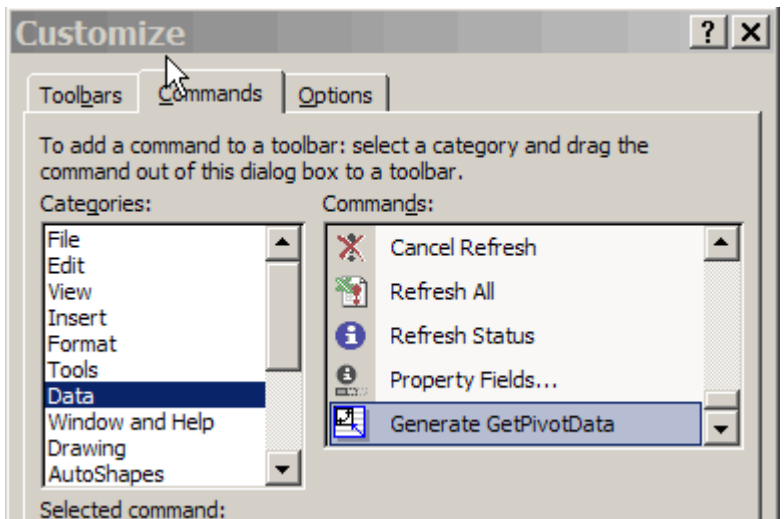 Customize
Toolbars Commands Options
To add a command to a toolbar: select a category and drag the
command out of this dialog box to a toolbar.
Categories:
Commands:
File
Edit
View
Insert
Format
Tools
Data
Window and Help
Drawing
AutoShapes
Cancel Refresh
Refresh All
Refresh Status
Property Fields...
Generate GetPivotData
Selected command: